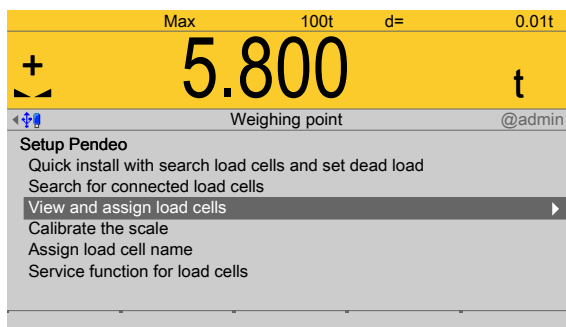 Max 100t d= 0.01t
+ 5.800 t
Weighing point @admin
Setup Pendeo
Quick install with search load cells and set dead load
Search for connected load cells
View and assign load cells
Calibrate the scale
Assign load cell name
Service function for load cells